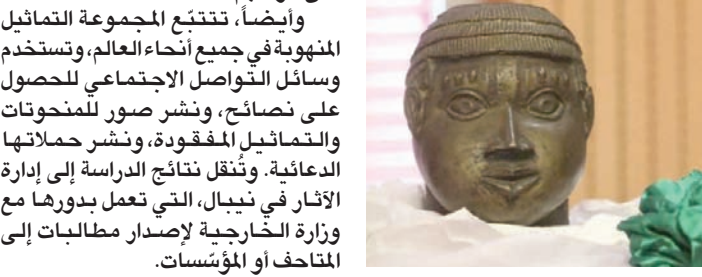 وأيضاً، تتتبّع المجموعة التماثيل
المنهوبة في جميع أنحاء العالم، وتستخدم
وسائل التواصل الاجتماعي للحصول
على نصائح، ونشر صور للمنحوتات
والتماثيل المفقودة، ونشر حملاتها
الدعائية. وتُنقل نتائج الدراسة إلى إدارة
الآثار في نيبال، التي تعمل بدورها مع
وزارة الخارجية لإصدار مطالبات إلى
المتاحف أو المؤسّسات.